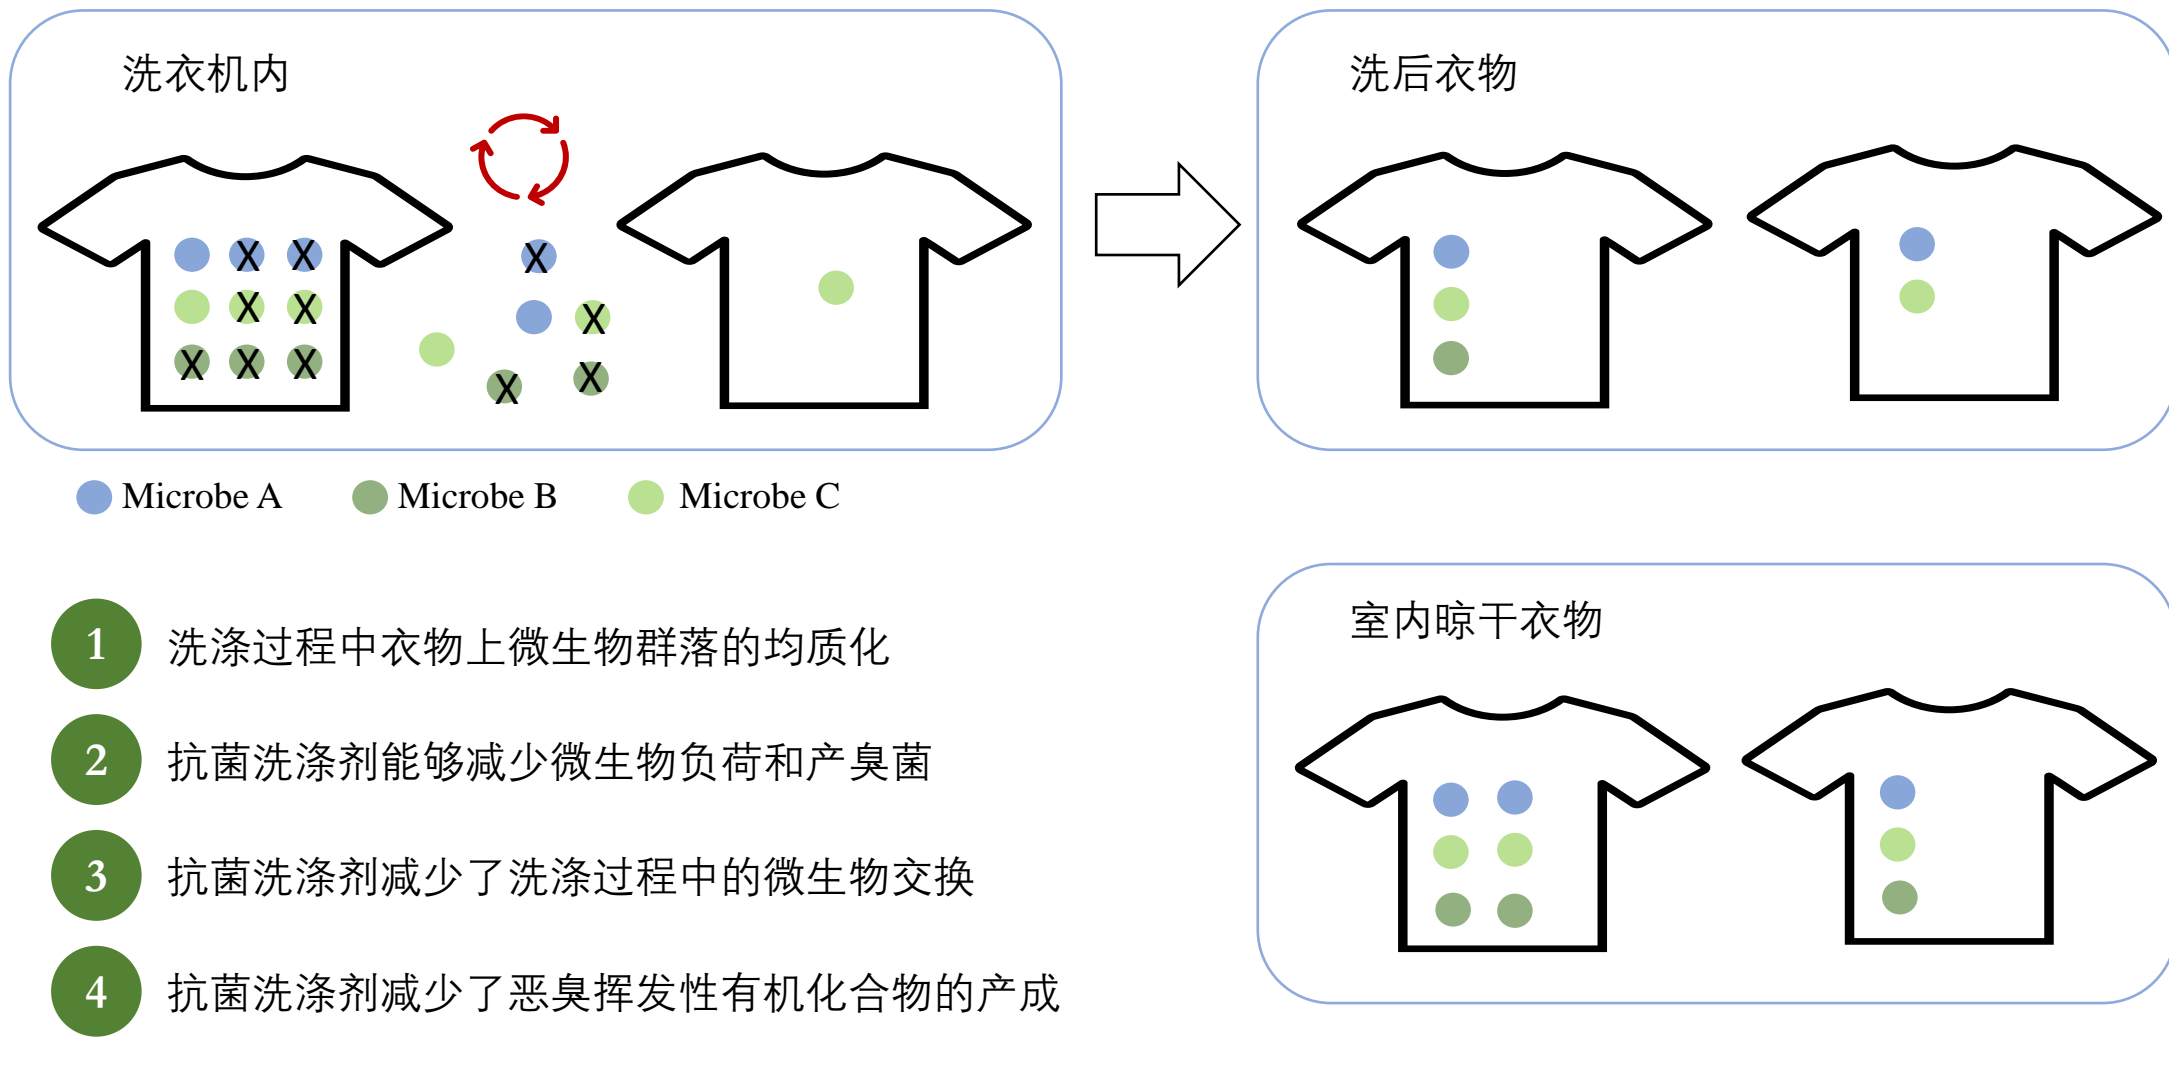 洗衣机内
洗后衣物
X X
X
X X
X
X X X
X X
Microbe A
Microbe B
Microbe C
室内晾干衣物
1 洗涤过程中衣物上微生物群落的均质化
2 抗菌洗涤剂能够减少微生物负荷和产臭菌
3 抗菌洗涤剂减少了洗涤过程中的微生物交换
4 抗菌洗涤剂减少了恶臭挥发性有机化合物的产成